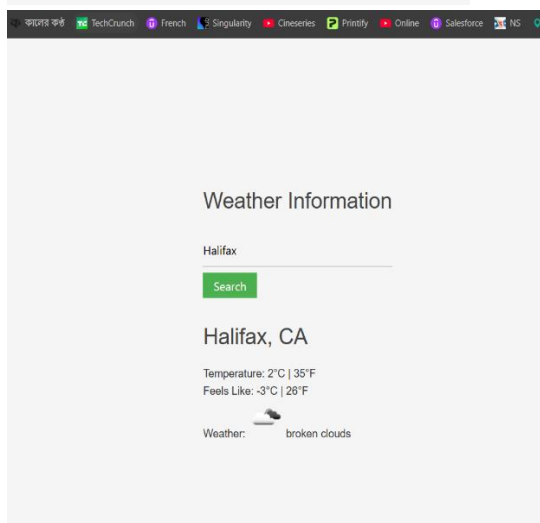 কালের কণ্ঠ TechCrunch French Singularity Cineseries Printify Online Salesforce NS
Weather Information
Halifax
Search
Halifax, CA
Temperature: 2°C | 35°F
Feels Like: -3°C | 26°F
Weather: broken clouds